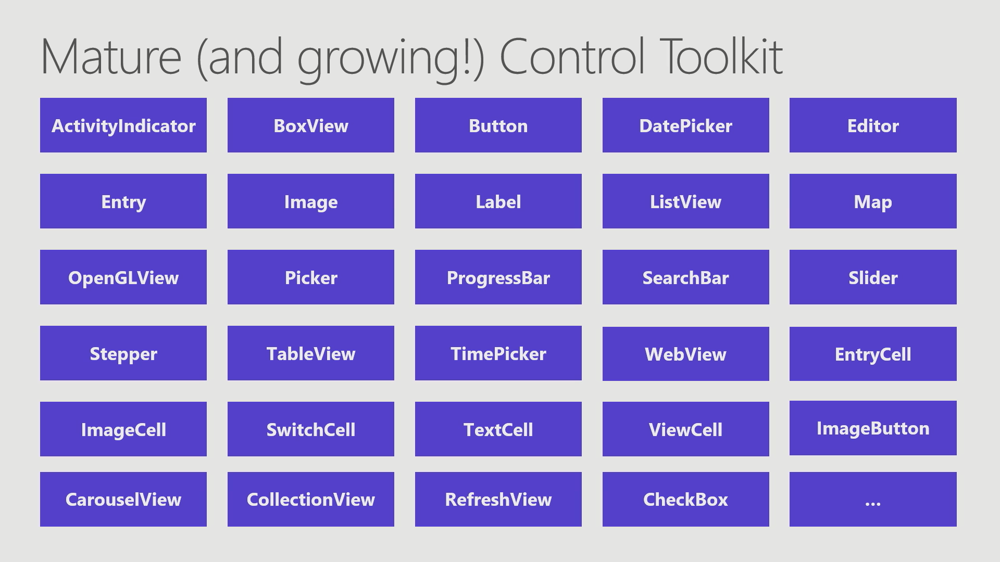 Mature (and growing!) Control Toolkit
ActivityIndicator
BoxView
Button
DatePicker
Editor
Entry
Image
Label
ListView
Map
OpenGLView
Picker
ProgressBar
SearchBar
Slider
Stepper
TableView
TimePicker
WebView
EntryCell
ImageCell
SwitchCell
TextCell
ViewCell
ImageButton
CarouselView
CollectionView
RefreshView
CheckBox
...